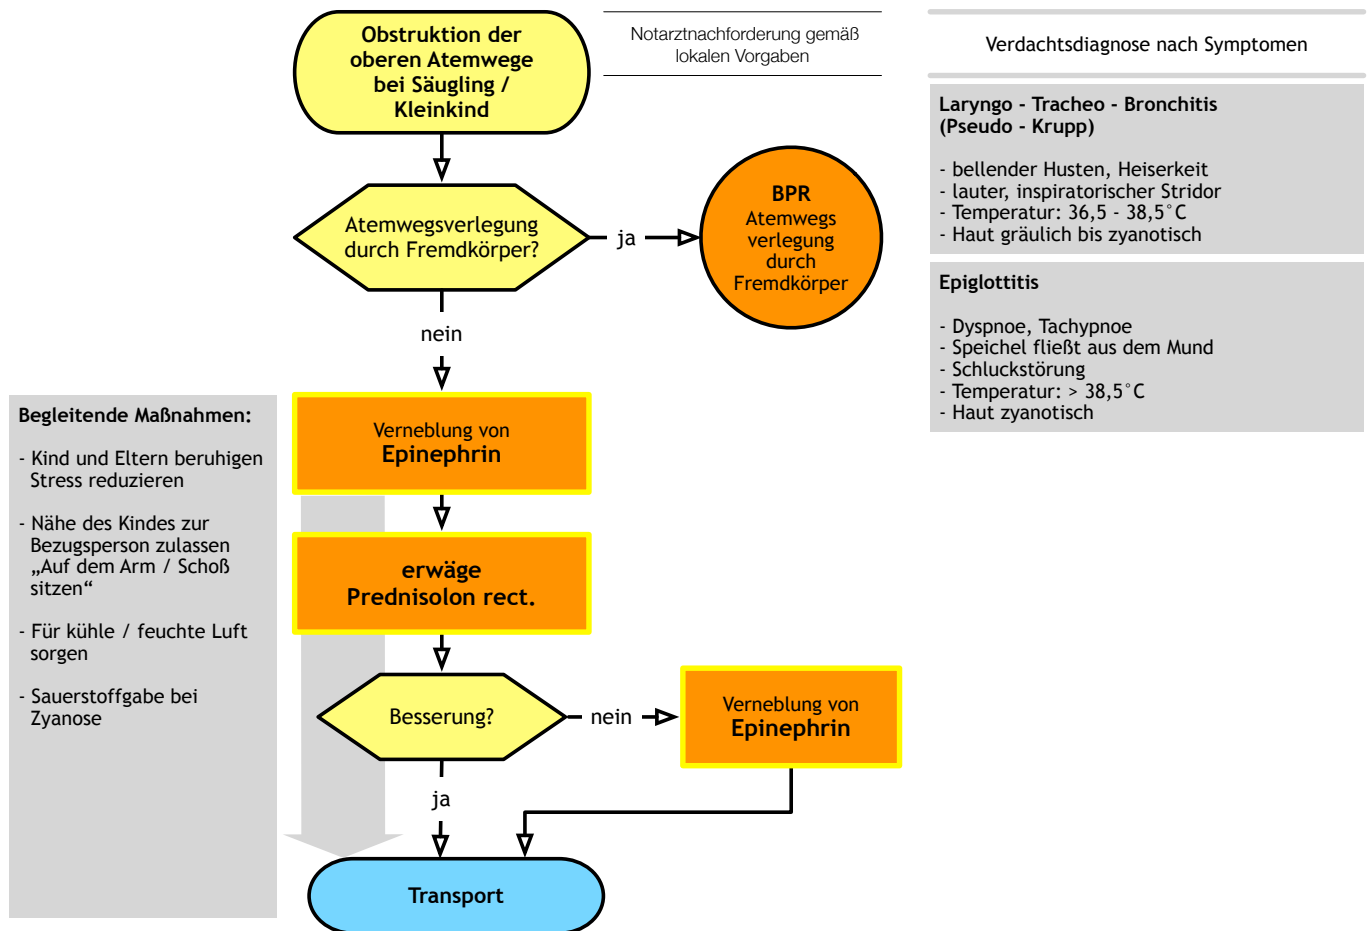 Obstruktion der
oberen Atemwege
bei Säugling /
Kleinkind
Notarztnachforderung gemäß
lokalen Vorgaben
Verdachtsdiagnose nach Symptomen
Laryngo - Tracheo - Bronchitis
(Pseudo - Krupp)
- bellender Husten, Heiserkeit
- lauter, inspiratorischer Stridor
- Temperatur: 36,5 - 38,5°C
- Haut gräulich bis zyanotisch
Epiglottitis
- Dyspnoe, Tachypnoe
- Speichel fließt aus dem Mund
- Schluckstörung
- Temperatur: > 38,5°C
- Haut zyanotisch
Atemwegsverlegung
durch Fremdkörper?
ja
BPR
Atemwegs
verlegung
durch
Fremdkörper
nein
Begleitende Maßnahmen:
- Kind und Eltern beruhigen
Stress reduzieren
- Nähe des Kindes zur
Bezugsperson zulassen
„Auf dem Arm / Schoß
sitzen“
- Für kühle / feuchte Luft
sorgen
- Sauerstoffgabe bei
Zyanose
Verneblung von
Epinephrin
erwäge
Prednisolon rect.
Besserung?
nein
Verneblung von
Epinephrin
ja
Transport